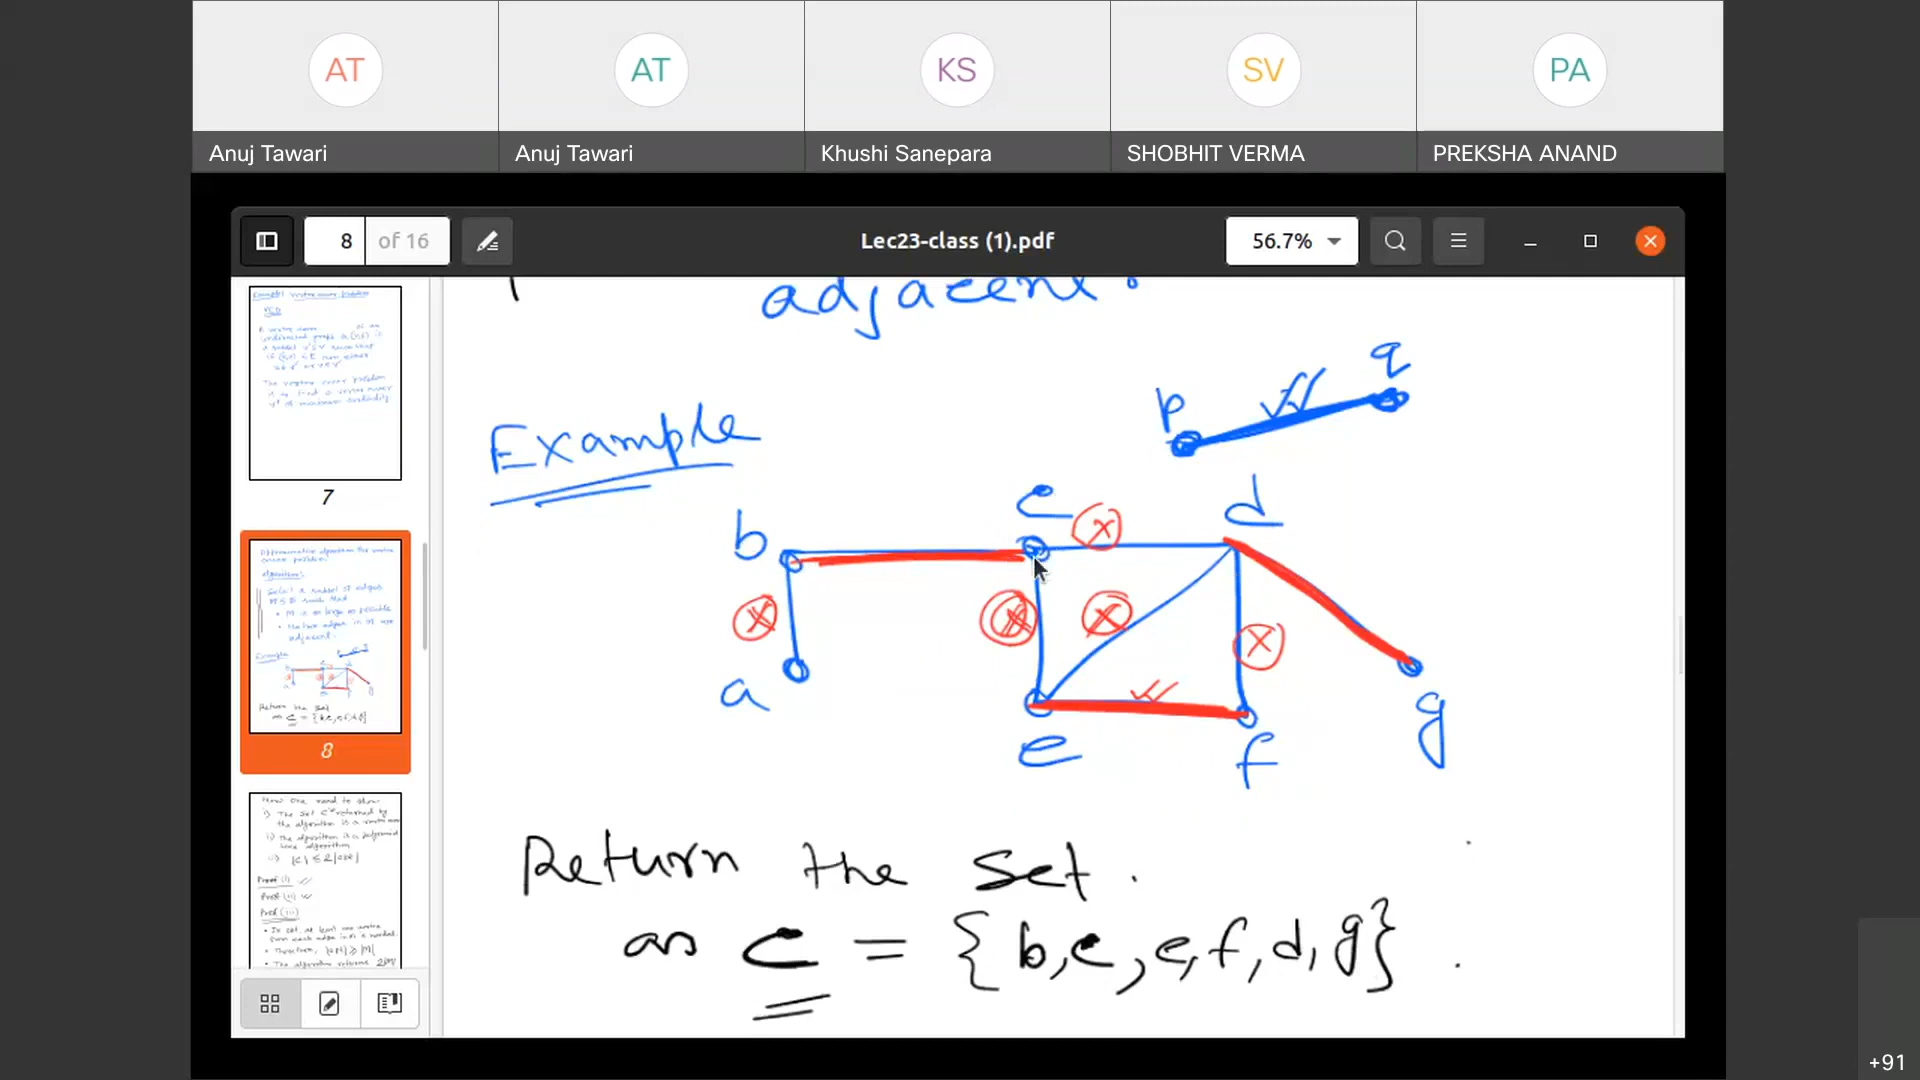 AT AT KS SV PA
Anuj Tawari Anuj Tawari Khushi Sanepara SHOBHIT VERMA PREKSHA ANAND
8 of 16 Lec23-class (1).pdf 56.7%
7
8
adjacent.
Example
p q
b c d
a e f g
Return the set
as C = {b,c,e,f,d,g}
+91